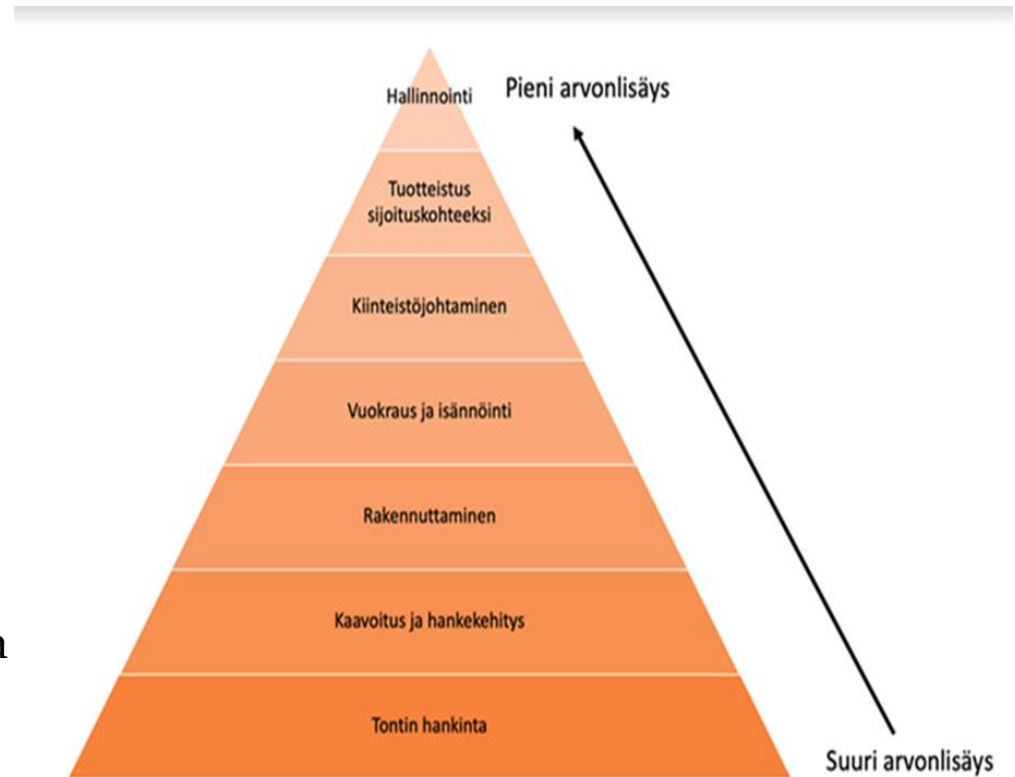 Hallinnointi
Pieni arvonlisäys
Tuotteistus
sijoituskohteeksi
Kiinteistöjohtaminen
Vuokraus ja isännöinti
Rakennuttaminen
Kaavoitus ja hankekehitys
Tontin hankinta
Suuri arvonlisäys